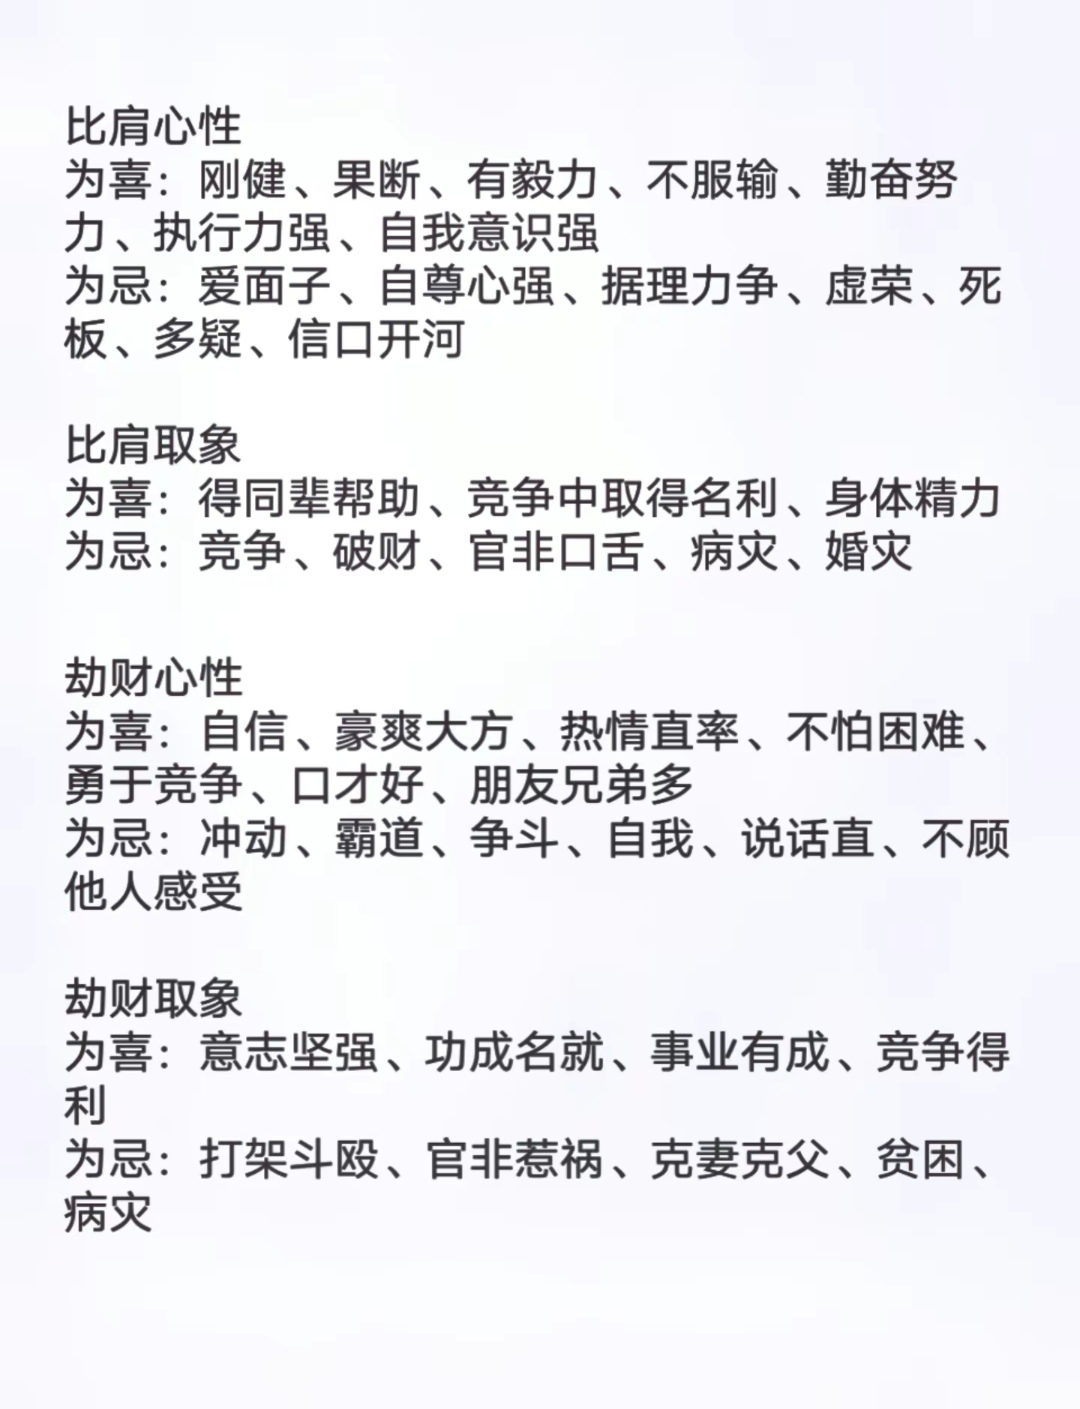 比肩心性
为喜：刚健、果断、有毅力、不服输、勤奋努
力、执行力强、自我意识强
为忌：爱面子、自尊心强、据理力争、虚荣、死
板、多疑、信口开河
比肩取象
为喜：得同辈帮助、竞争中取得名利、身体精力
为忌：竞争、破财、官非口舌、病灾、婚灾
劫财心性
为喜：自信、豪爽大方、热情直率、不怕困难、
勇于竞争、口才好、朋友兄弟多
为忌：冲动、霸道、争斗、自我、说话直、不顾
他人感受
劫财取象
为喜：意志坚强、功成名就、事业有成、竞争得
利
为忌：打架斗殴、官非惹祸、克妻克父、贫困、
病灾